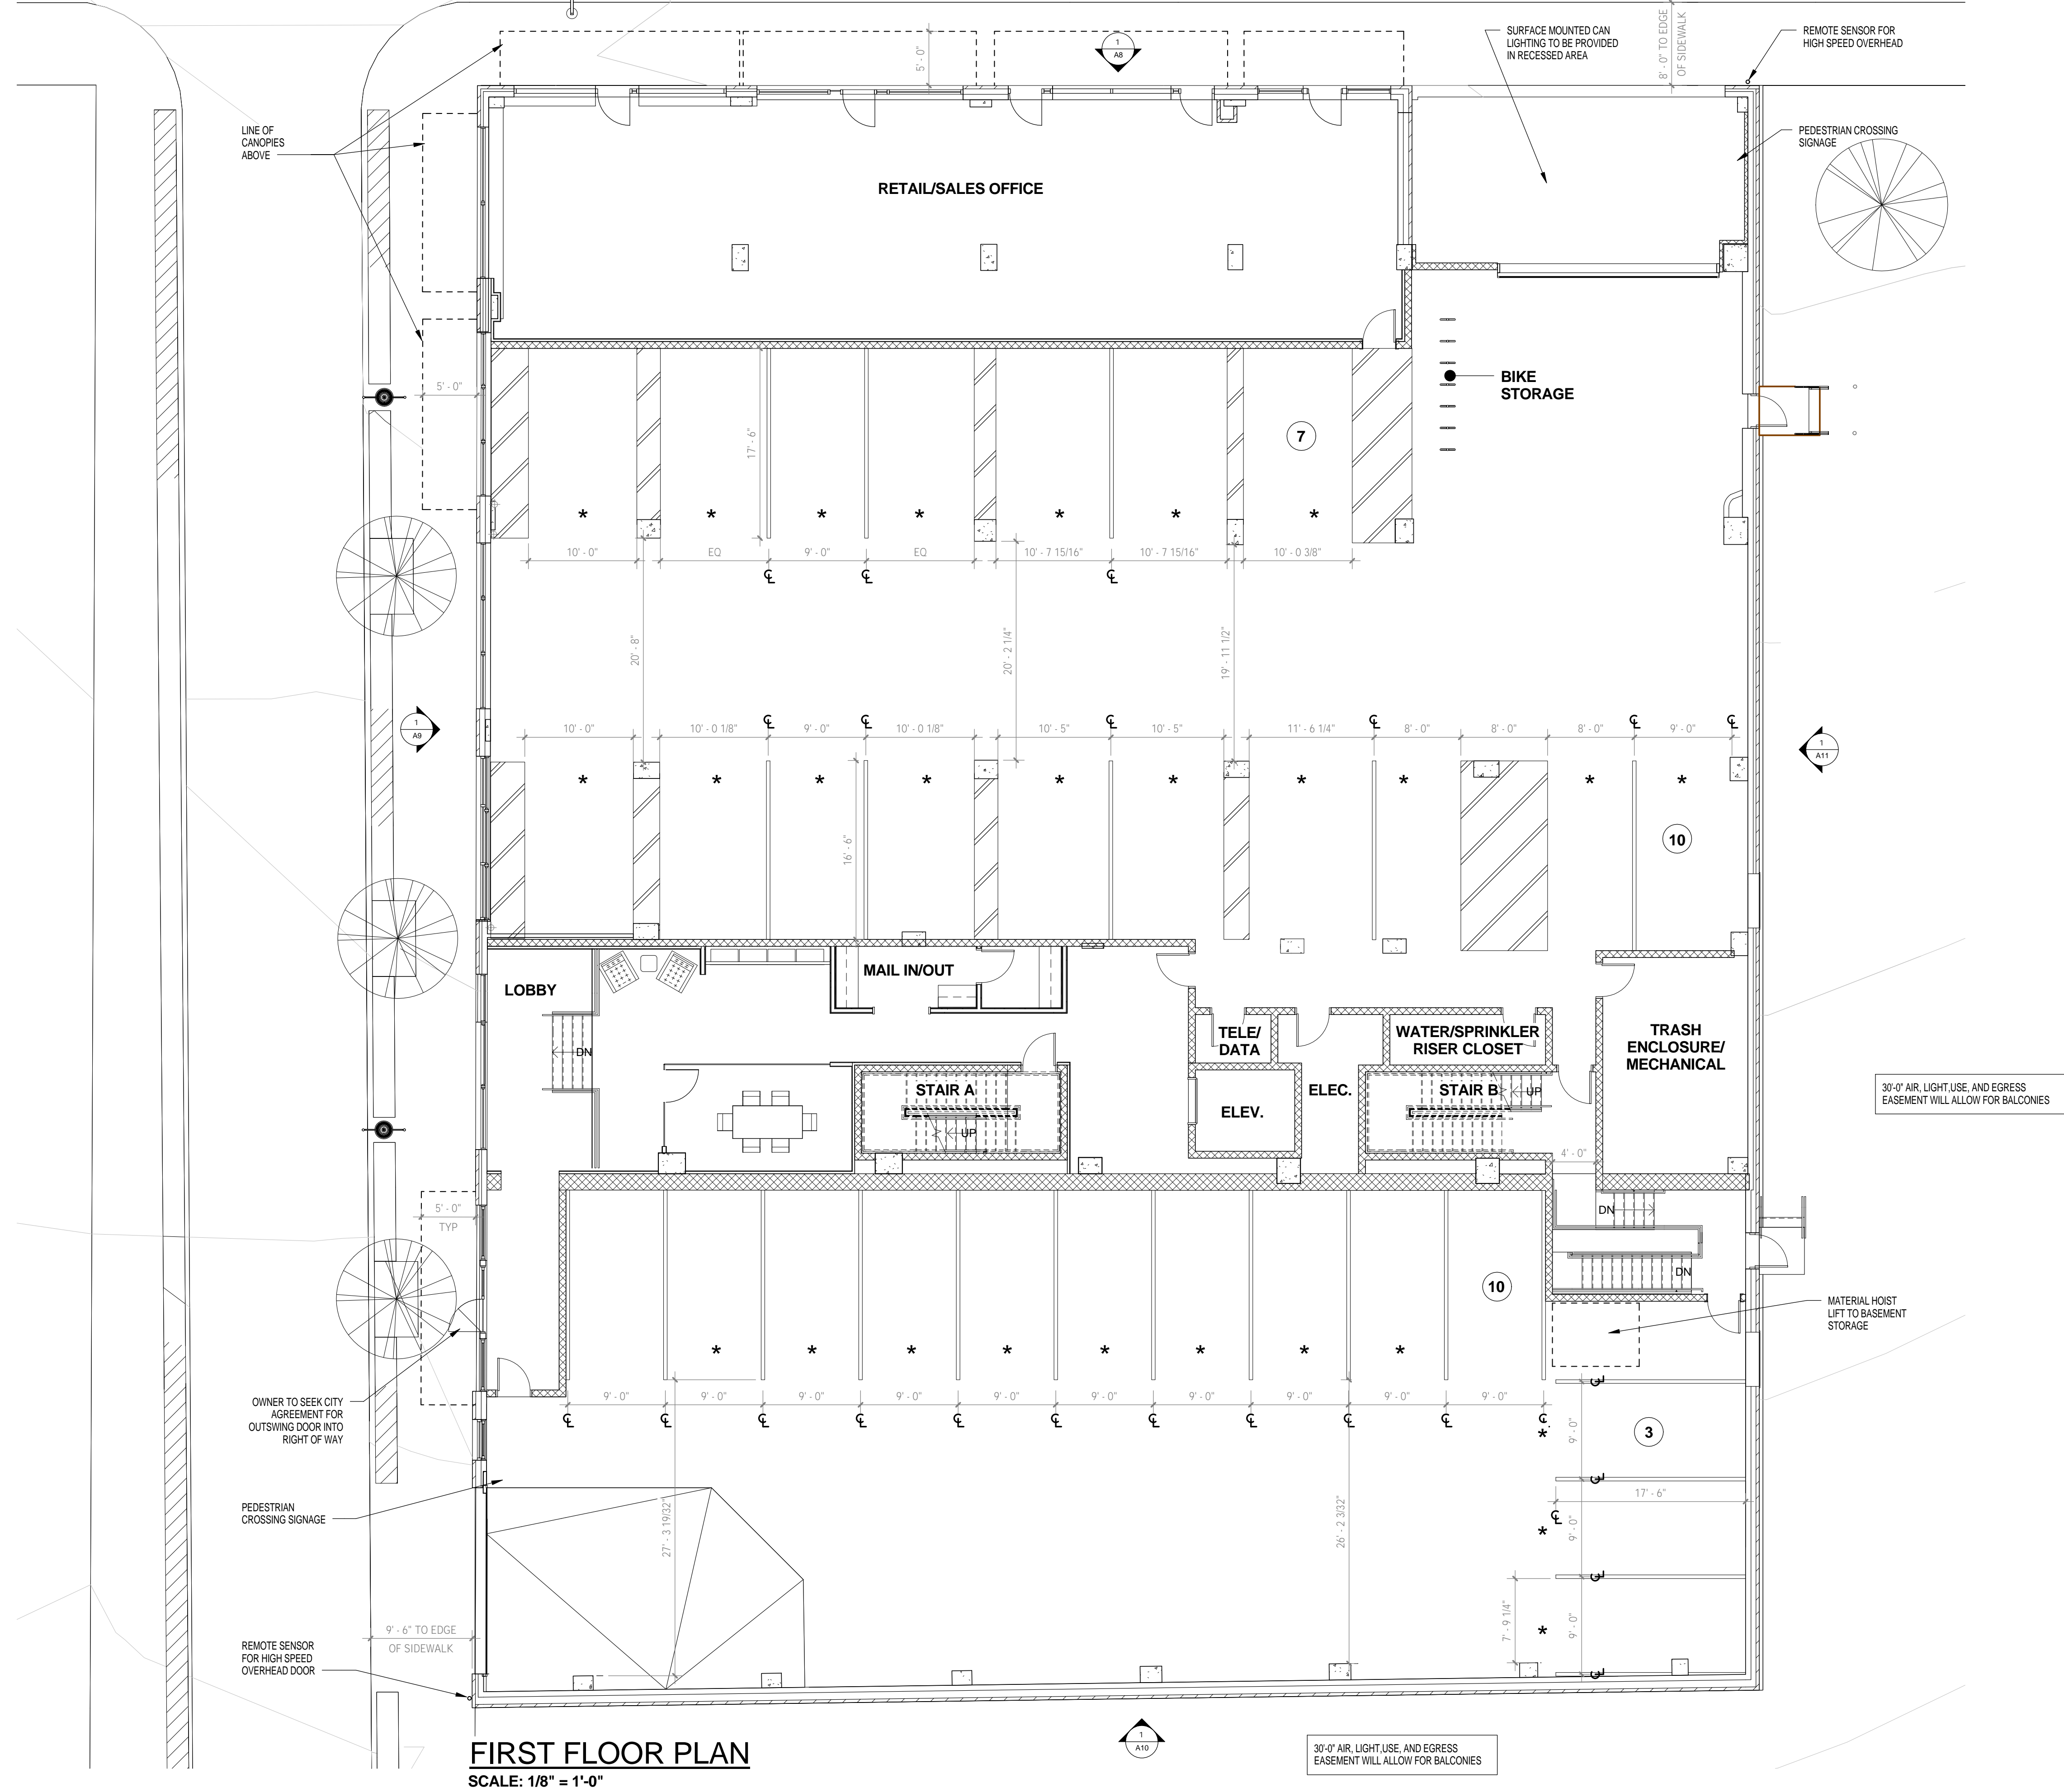 8' - 0" TO EDGE
OF SIDEWALK
SURFACE MOUNTED CAN
LIGHTING TO BE PROVIDED
IN RECESSED AREA
REMOTE SENSOR FOR
HIGH SPEED OVERHEAD
5' - 0"
1
A8
LINE OF
CANOPIES
ABOVE
PEDESTRIAN CROSSING
SIGNAGE
RETAIL/SALES OFFICE
5' - 0"
BIKE
STORAGE
17' - 6"
7
* * * * * * *
10' - 0"
EQ
9' - 0"
EQ
10' - 7 15/16"
10' - 7 15/16"
10' - 0 3/8"
℄ ℄ ℄
20' - 8"
20' - 2 1/4"
19' - 11 1/2"
1
A9
℄ ℄ ℄ ℄ ℄ ℄
10' - 0"
10' - 0 1/8"
9' - 0"
10' - 0 1/8"
10' - 5"
10' - 5"
11' - 6 1/4"
8' - 0"
8' - 0"
8' - 0"
9' - 0"
1
A11
* * * * * * * * * *
16' - 6"
10
LOBBY
MAIL IN/OUT
DN
TELE/
DATA
WATER/SPRINKLER
RISER CLOSET
TRASH
ENCLOSURE/
MECHANICAL
STAIR A
UP
ELEV.
ELEC.
STAIR B
UP
30'-0" AIR, LIGHT,USE, AND EGRESS
EASEMENT WILL ALLOW FOR BALCONIES
4' - 0"
5' - 0"
TYP
DN
DN
10
MATERIAL HOIST
LIFT TO BASEMENT
STORAGE
* * * * * * * *
9' - 0"
9' - 0"
9' - 0"
9' - 0"
9' - 0"
9' - 0"
9' - 0"
9' - 0"
9' - 0"
9' - 0"
℄ ℄ ℄ ℄ ℄ ℄ ℄ ℄ ℄ ℄ ℄
OWNER TO SEEK CITY
AGREEMENT FOR
OUTSWING DOOR INTO
RIGHT OF WAY
℄
*
9' - 0"
3
℄
17' - 6"
PEDESTRIAN
CROSSING SIGNAGE
27' - 3 19/32"
26' - 2 3/32"
℄
*
9' - 0"
℄
7' - 9 1/4"
*
9' - 0"
℄
9' - 6" TO EDGE
OF SIDEWALK
REMOTE SENSOR
FOR HIGH SPEED
OVERHEAD DOOR
FIRST FLOOR PLAN
SCALE: 1/8" = 1'-0"
1
A10
30'-0" AIR, LIGHT,USE, AND EGRESS
EASEMENT WILL ALLOW FOR BALCONIES